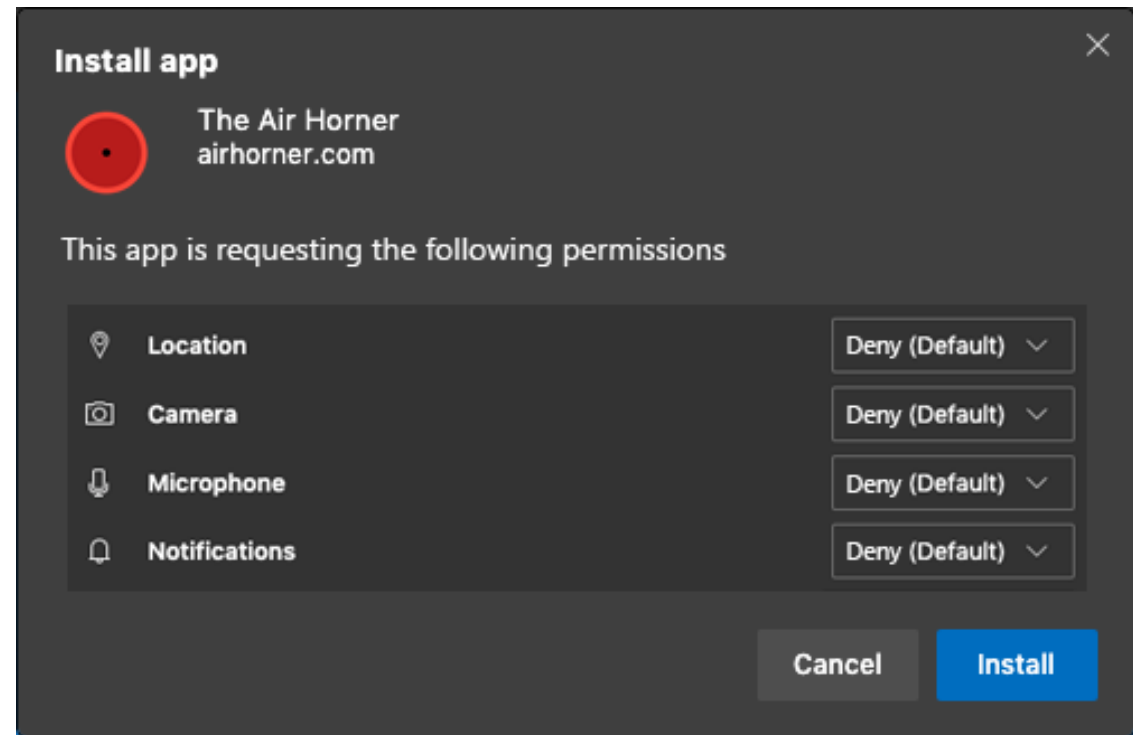 Install app
The Air Horner
airhorner.com
This app is requesting the following permissions
Location Deny (Default)
Camera Deny (Default)
Microphone Deny (Default)
Notifications Deny (Default)
Cancel Install